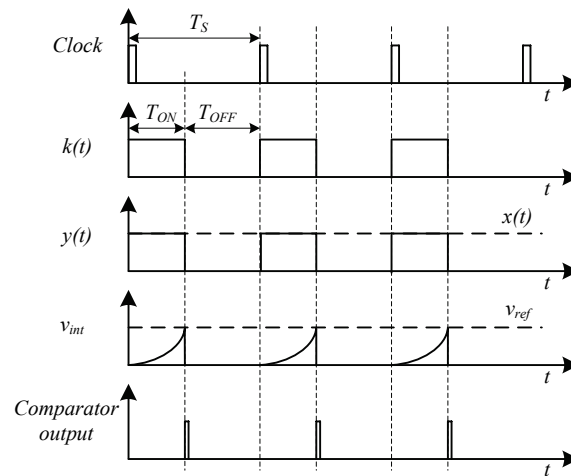 T_S
Clock
t
T_ON T_OFF
k(t)
t
x(t)
y(t)
t
v_ref
v_int
t
Comparator
output
t